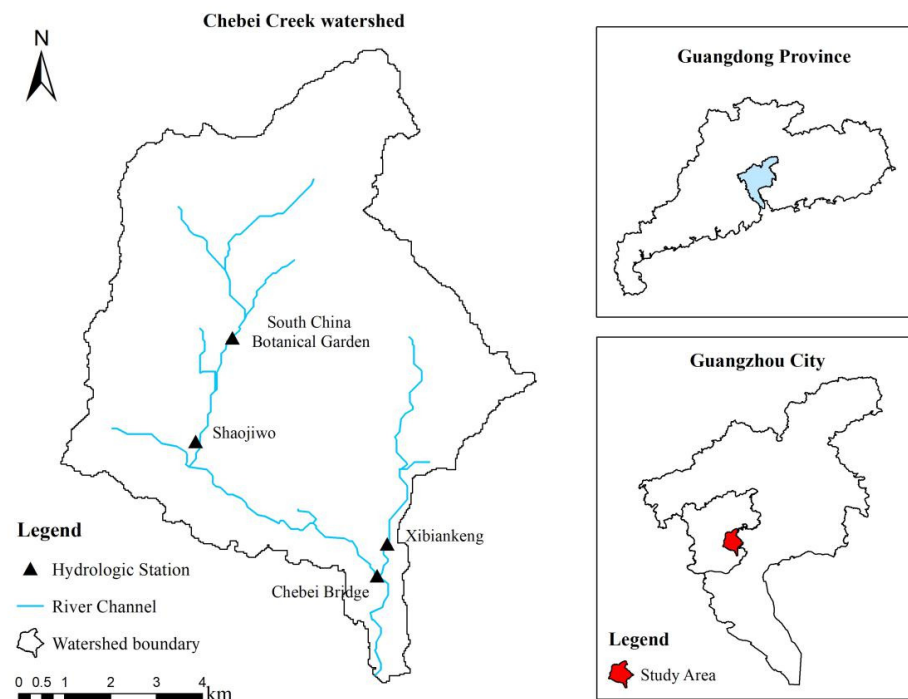 Chebei Creek watershed
N
South China
Botanical Garden
Shaojiwo
Xibiankeng
Chebei Bridge
Legend
Hydrologic Station
River Channel
Watershed boundary
0 0.5 1 2 3 4
km
Guangdong Province
Guangzhou City
Legend
Study Area